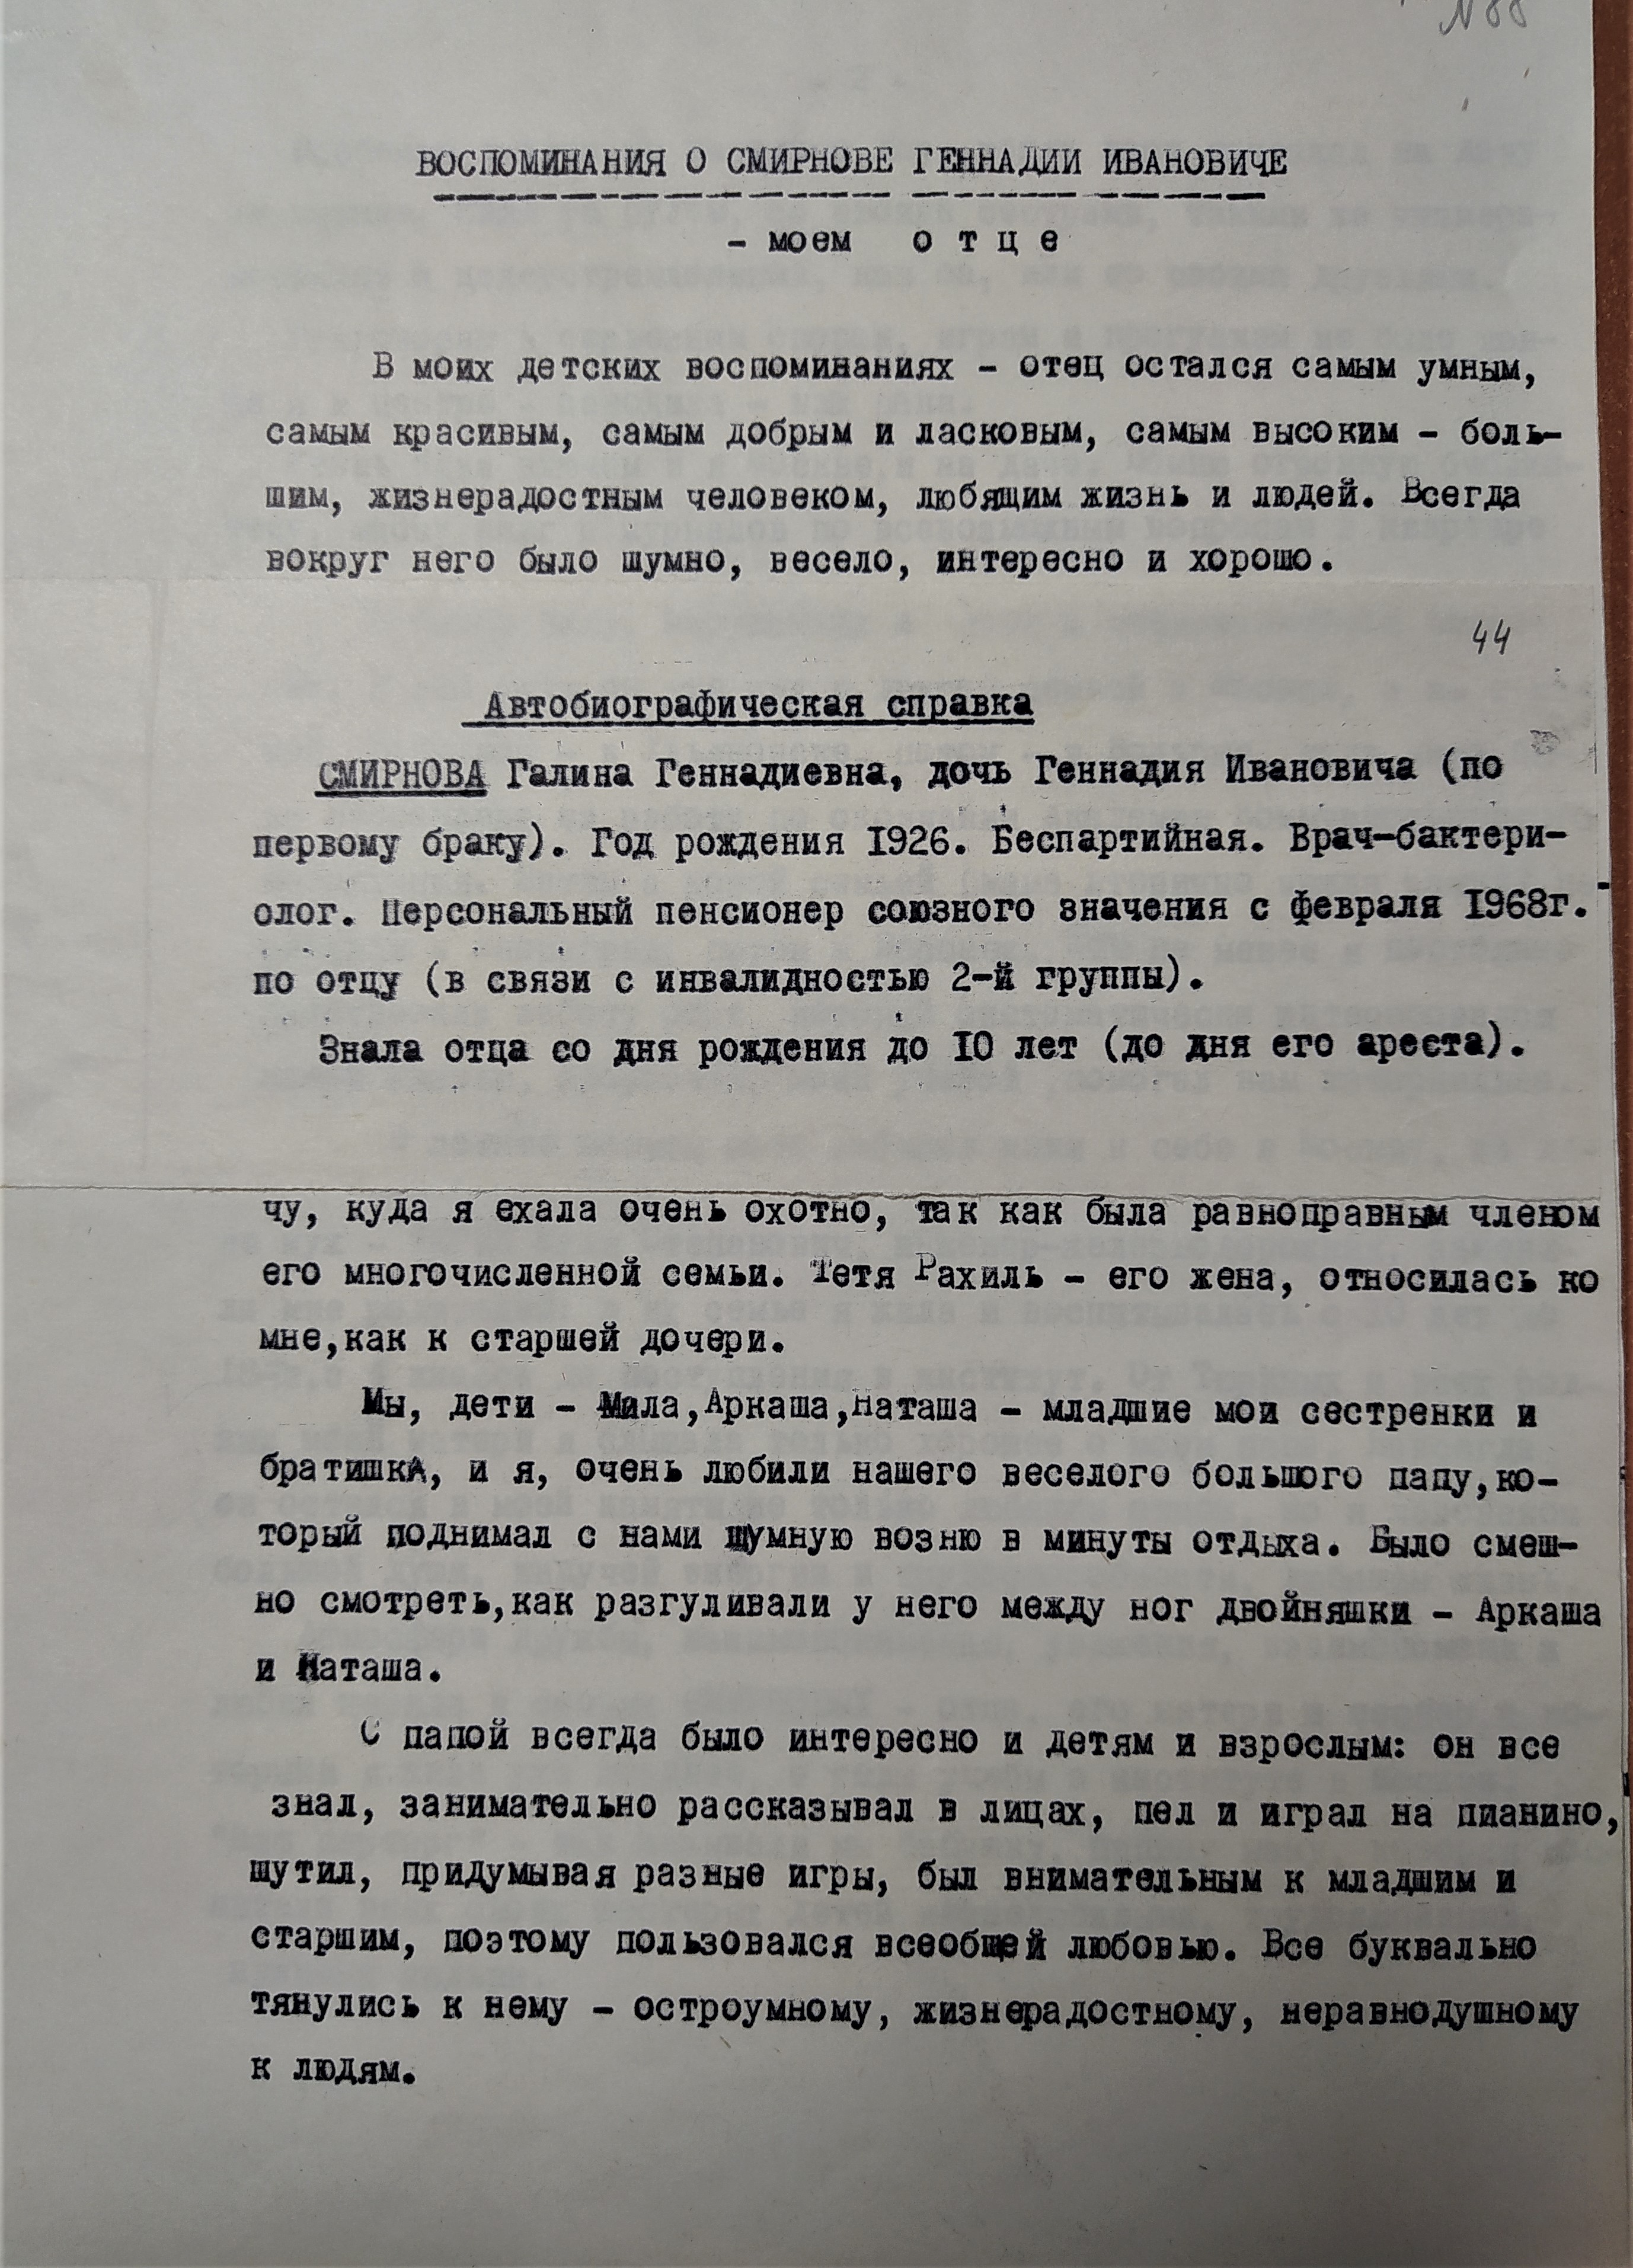 N 88
ВОСПОМИНАНИЯ О СМИРНОВЕ ГЕННАДИИ ИВАНОВИЧЕ
- моем о т ц е
В моих детских воспоминаниях - отец остался самым умным,
самым красивым, самым добрым и ласковым, самым высоким - боль-
шим, жизнерадостным человеком, любящим жизнь и людей. Всегда
вокруг него было шумно, весело, интересно и хорошо.
44
Автобиографическая справка
СМИРНОВА Галина Геннадиевна, дочь Геннадия Ивановича (по
первому браку). Год рождения 1926. Беспартийная. Врач-бактери-
олог. Персональный пенсионер союзного значения с февраля 1968г.
по отцу (в связи с инвалидностью 2-й группы).
Знала отца со дня рождения до 10 лет (до дня его ареста).
чу, куда я ехала очень охотно, так как была равноправным членом
его многочисленной семьи. Тетя Рахиль - его жена, относилась ко
мне,как к старшей дочери.
Мы, дети - Мила,Аркаша,Наташа - младшие мои сестренки и
братишка, и я, очень любили нашего веселого большого папу,ко-
торый поднимал с нами шумную возню в минуты отдыха. Было смеш-
но смотреть,как разгуливали у него между ног двойняшки - Аркаша
и Наташа.
С папой всегда было интересно и детям и взрослым: он все
знал, занимательно рассказывал в лицах, пел и играл на пианино,
шутил, придумывая разные игры, был внимательным к младшим и
старшим, поэтому пользовался всеобщей любовью. Все буквально
тянулись к нему - остроумному, жизнерадостному, неравнодушному
к людям.